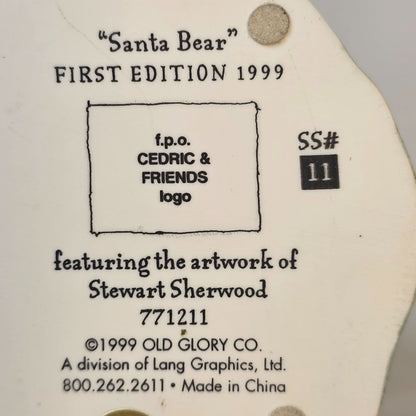 "Santa Bear"
FIRST EDITION 1999
f.p.o.
CEDRIC &
FRIENDS
logo
SS#
11
featuring the artwork of
Stewart Sherwood
771211
©1999 OLD GLORY CO.
A division of Lang Graphics, Ltd.
800.262.2611 • Made in China